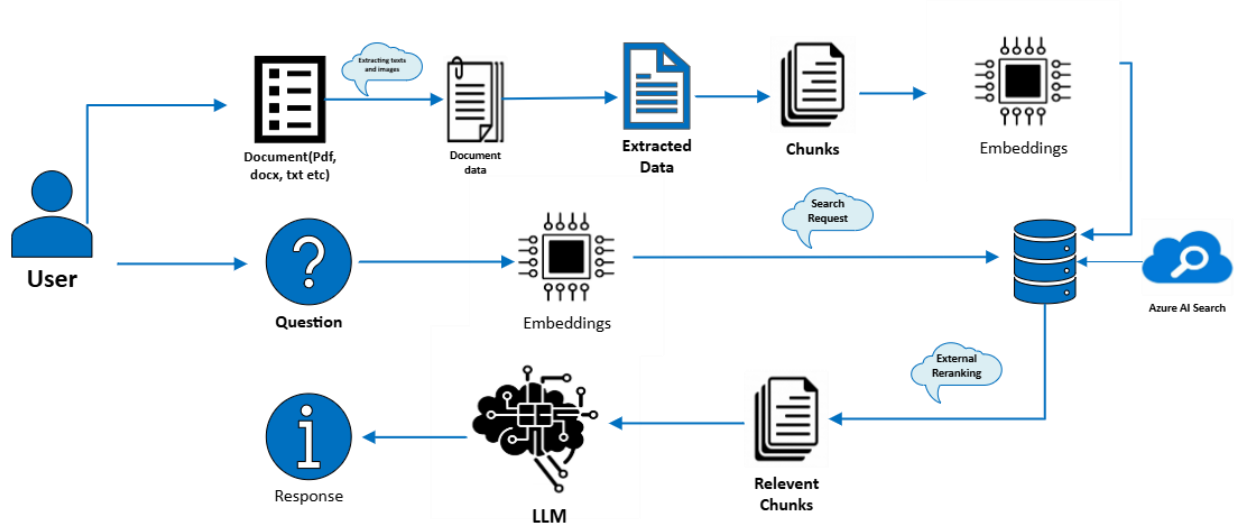 Extracting texts
and images
Document(Pdf,
docx, txt etc)
Document
data
Extracted
Data
Chunks
Embeddings
User
Question
Embeddings
Search
Request
Azure AI Search
External
Reranking
Response
LLM
Relevent
Chunks